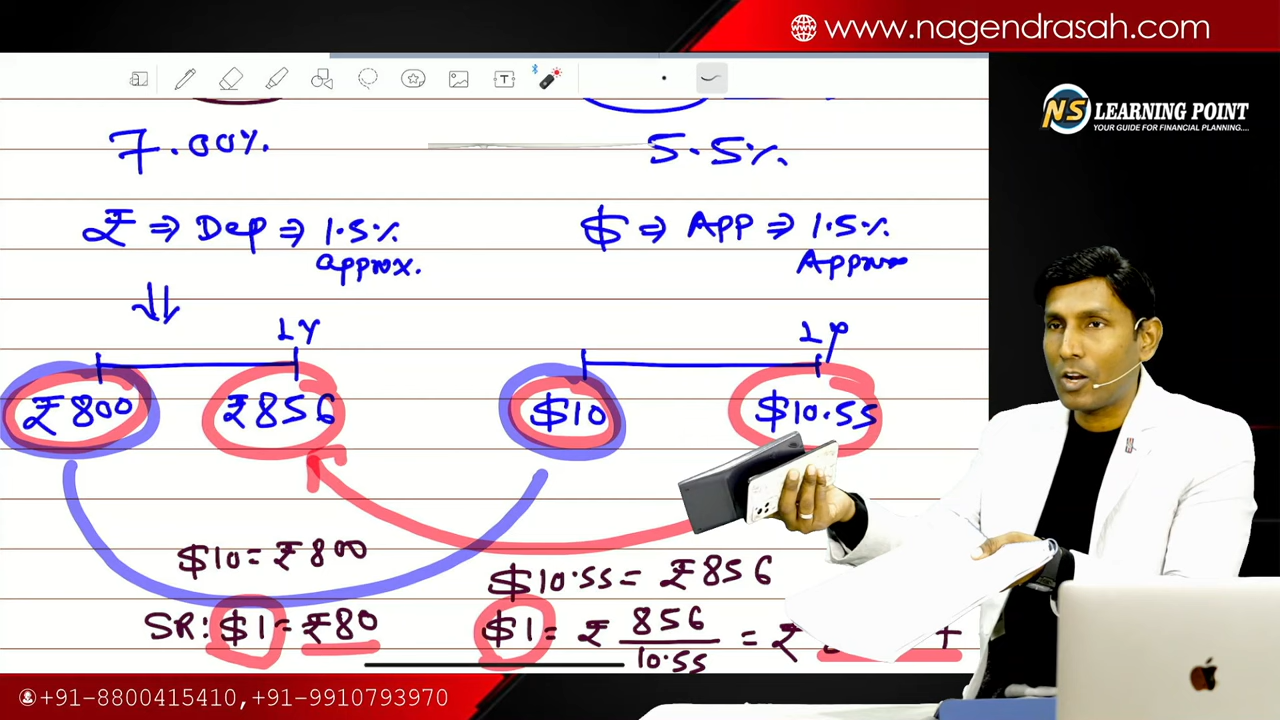 www.nagendrasah.com
NS LEARNING POINT
YOUR GUIDE FOR FINANCIAL PLANNING....
T
7.00% 5.5%
₹ ⇒ Dep ⇒ 1.5% $ ⇒ App ⇒ 1.5%
approx. Approx
1Y 1Y
₹800 ₹856 $10 $10.55
$10 = ₹800 $10.55 = ₹856
SR: $1 = ₹80 $1 = ₹ 856/10.55 = ₹
+91-8800415410,+91-9910793970